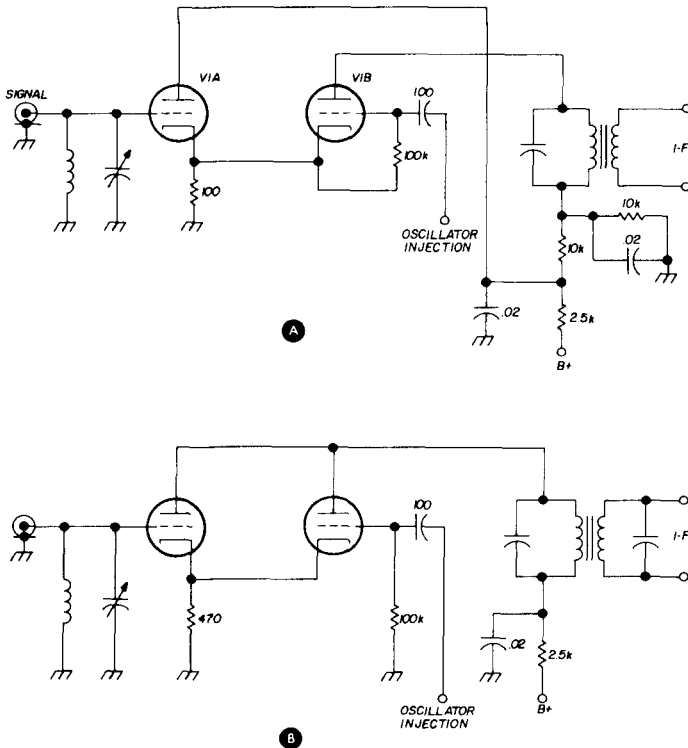 SIGNAL
V1A
V1B
100
100k
100
OSCILLATOR
INJECTION
I-F
10k
10k
.02
.02
2.5k
B+
A
100
I-F
470
100k
.02
2.5k
B+
OSCILLATOR
INJECTION
B